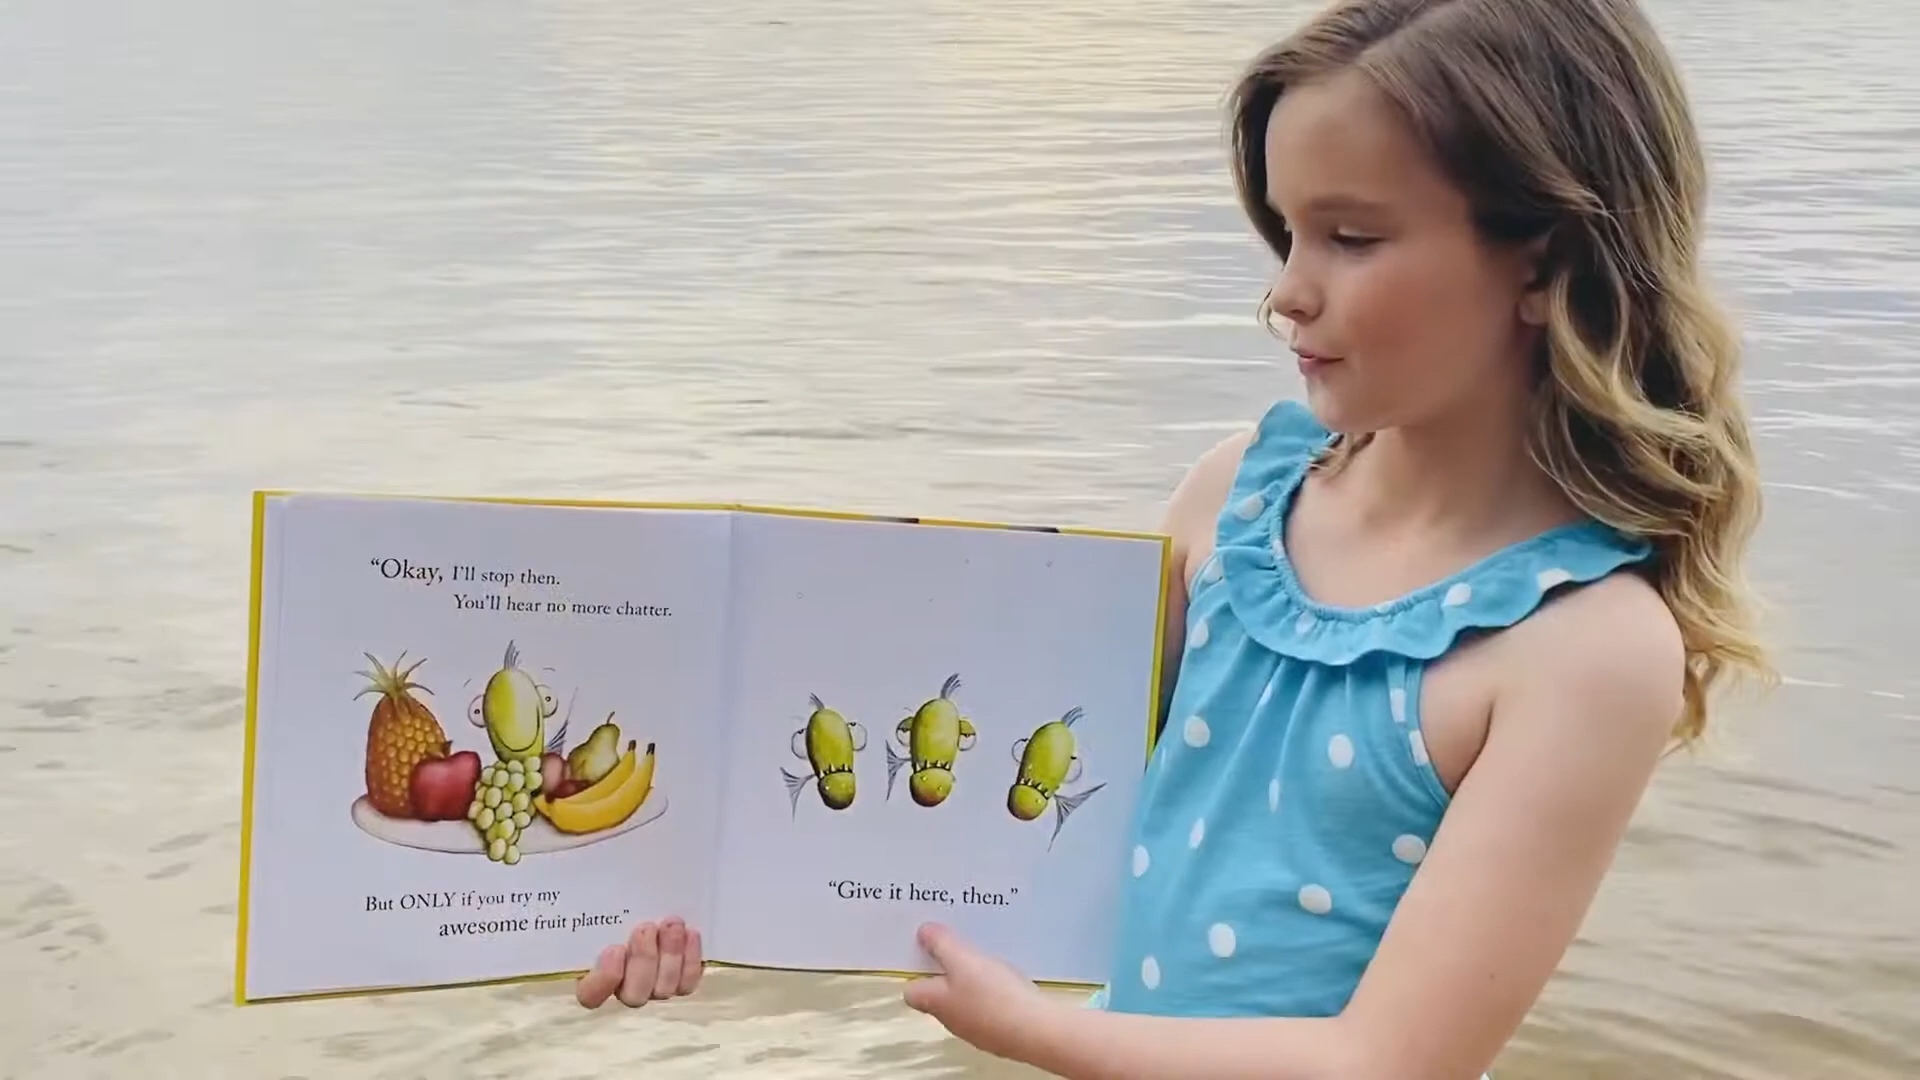 “Okay, I’ll stop then.
You’ll hear no more chatter.
But ONLY if you try my
awesome fruit platter.”
“Give it here, then.”